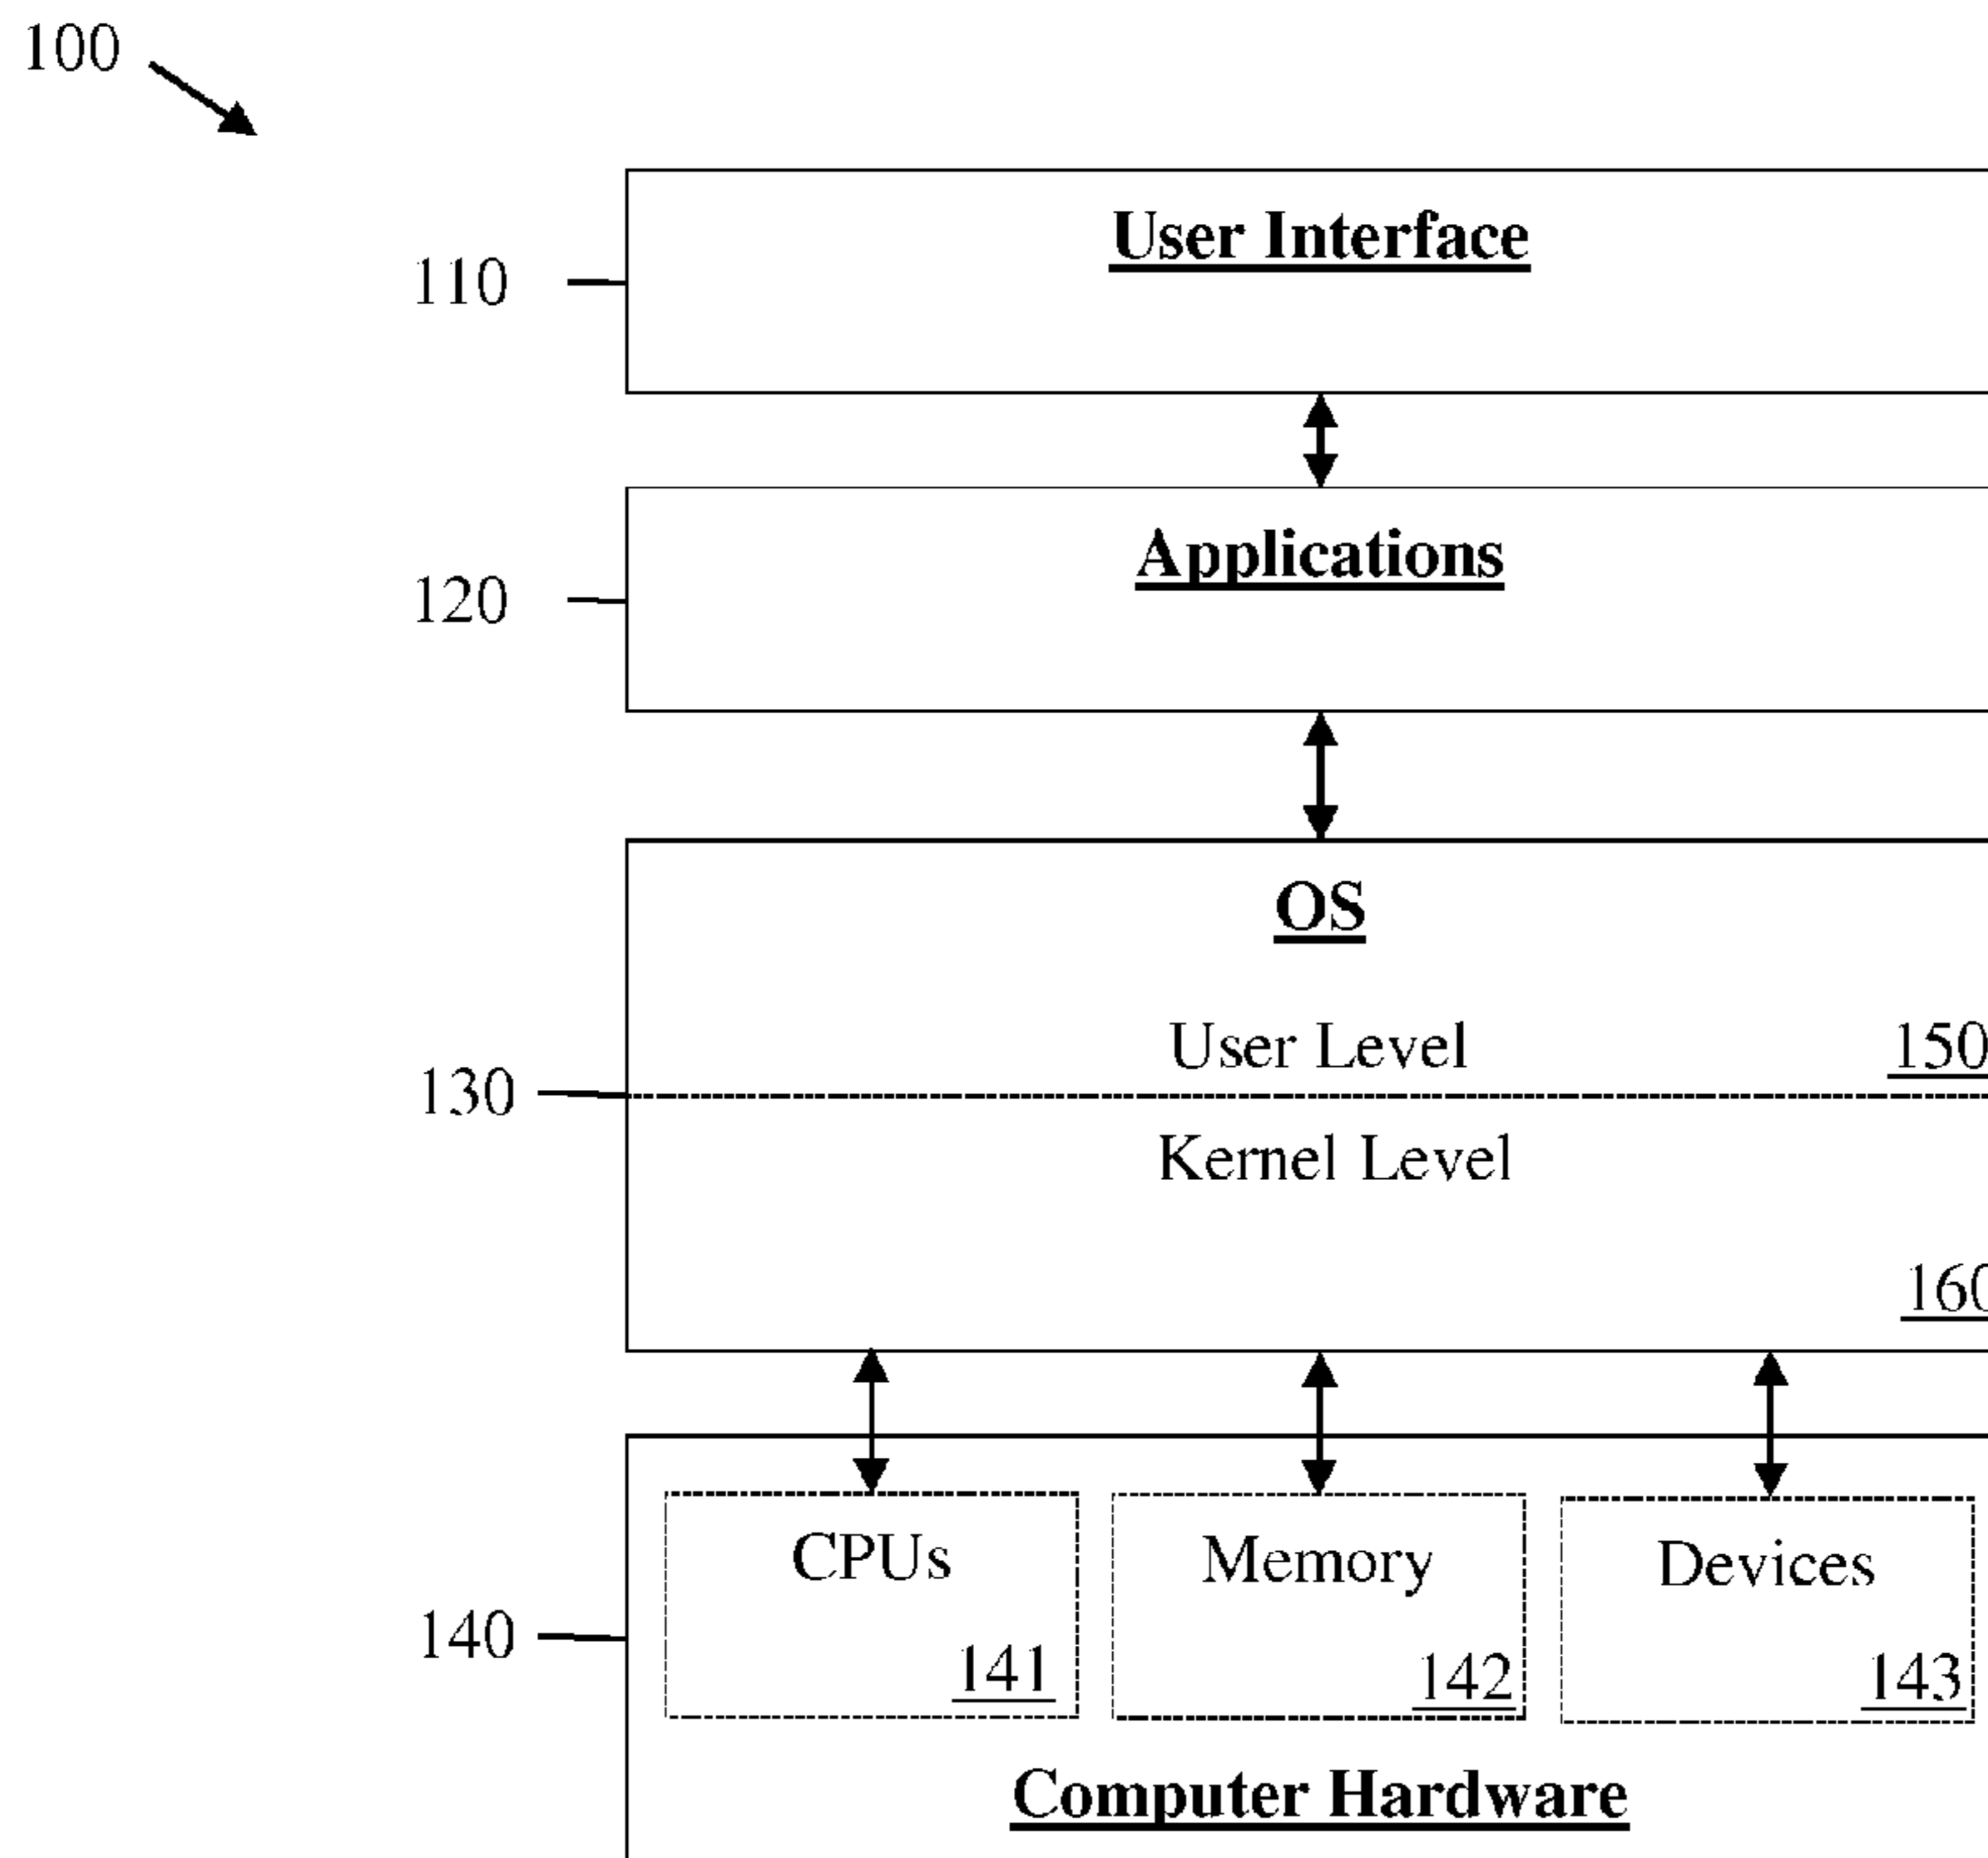 100
User Interface
110
Applications
120
OS
User Level 150
130
Kernel Level
160
CPUs Memory Devices
140
141 142 143
Computer Hardware